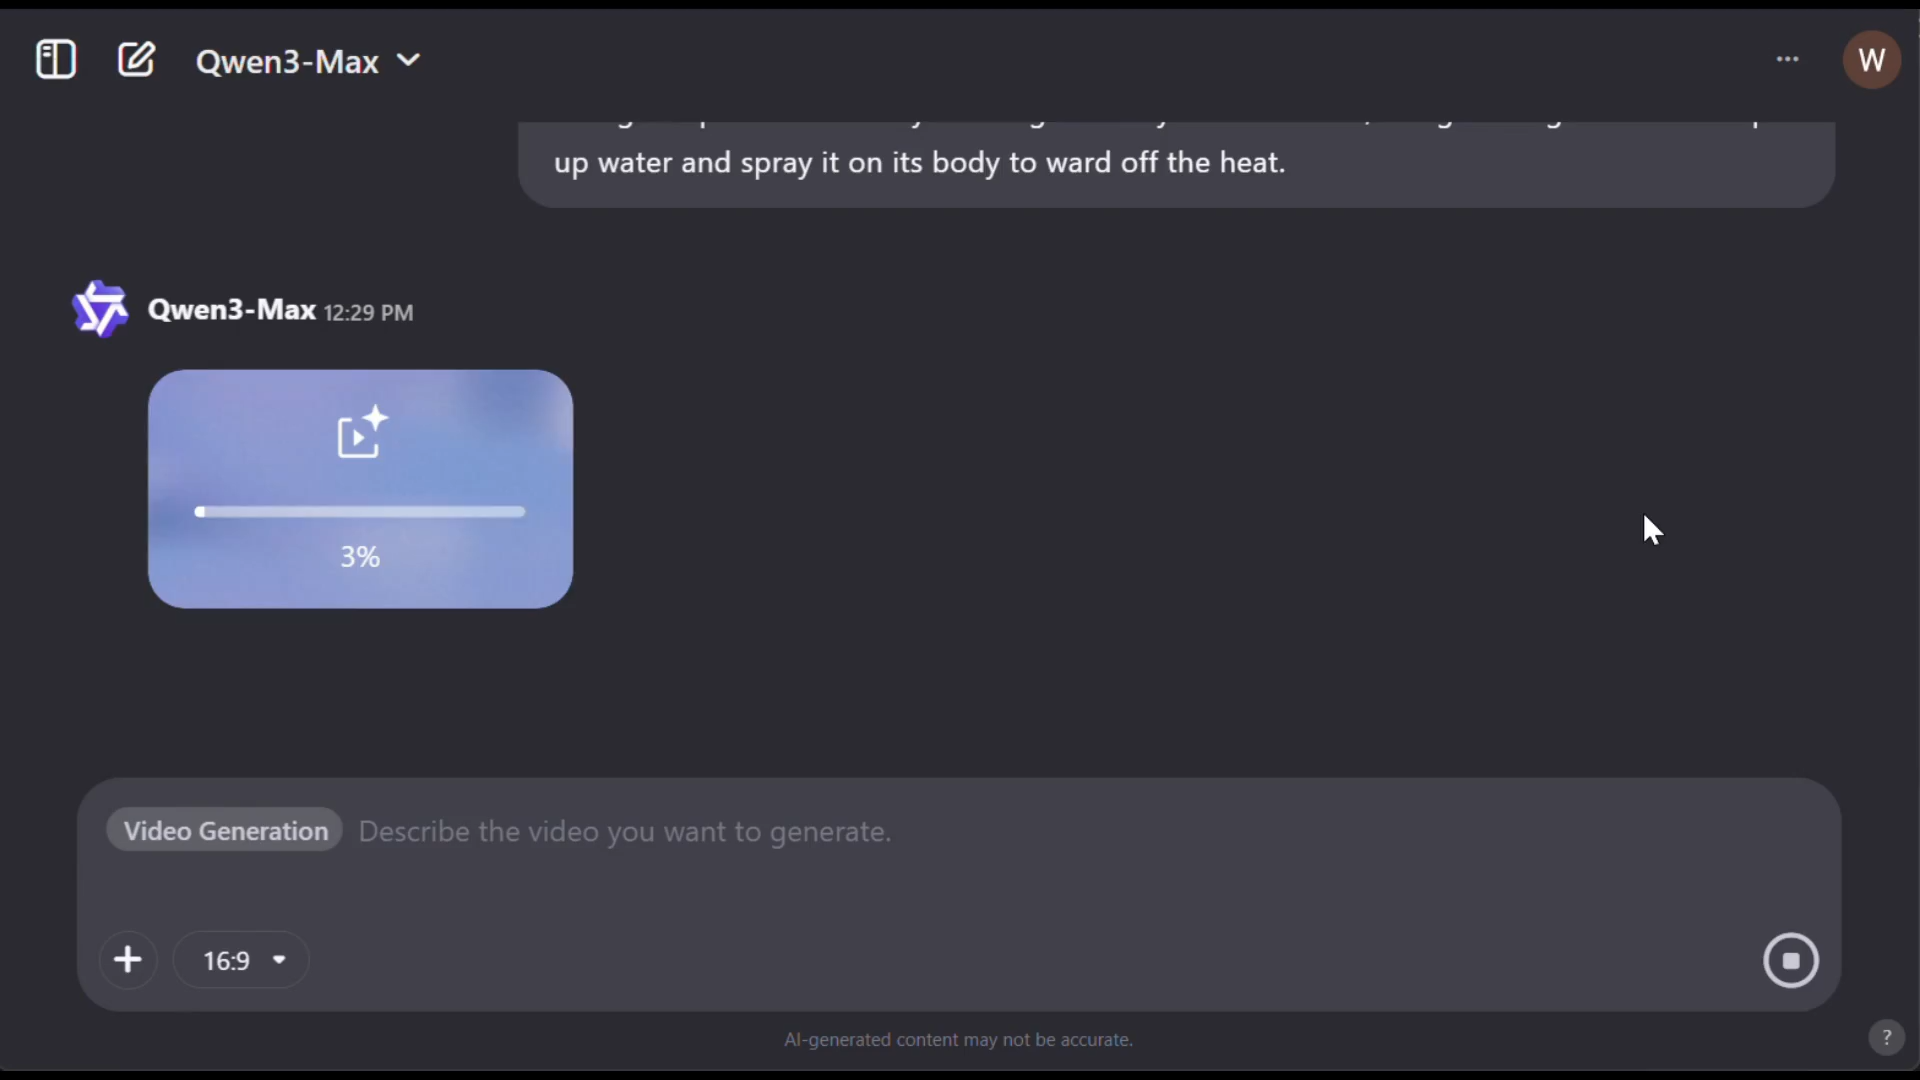 Qwen3-Max
W
up water and spray it on its body to ward off the heat.
Qwen3-Max 12:29 PM
3%
Video Generation Describe the video you want to generate.
16:9
AI-generated content may not be accurate.
?